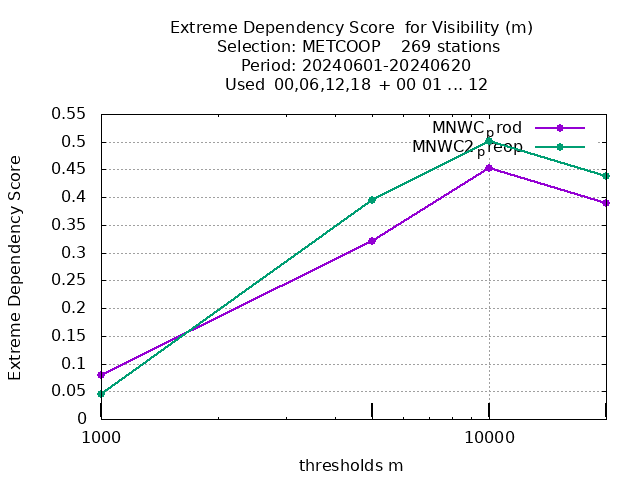 Extreme Dependency Score  for Visibility (m)
Selection: METCOOP    269 stations
Period: 20240601-20240620
Used  00,06,12,18  + 00 01 ... 12
MNWC_prod
MNWC2_preop
Extreme Dependency Score
0.55
0.5
0.45
0.4
0.35
0.3
0.25
0.2
0.15
0.1
0.05
0
1000 10000
thresholds m